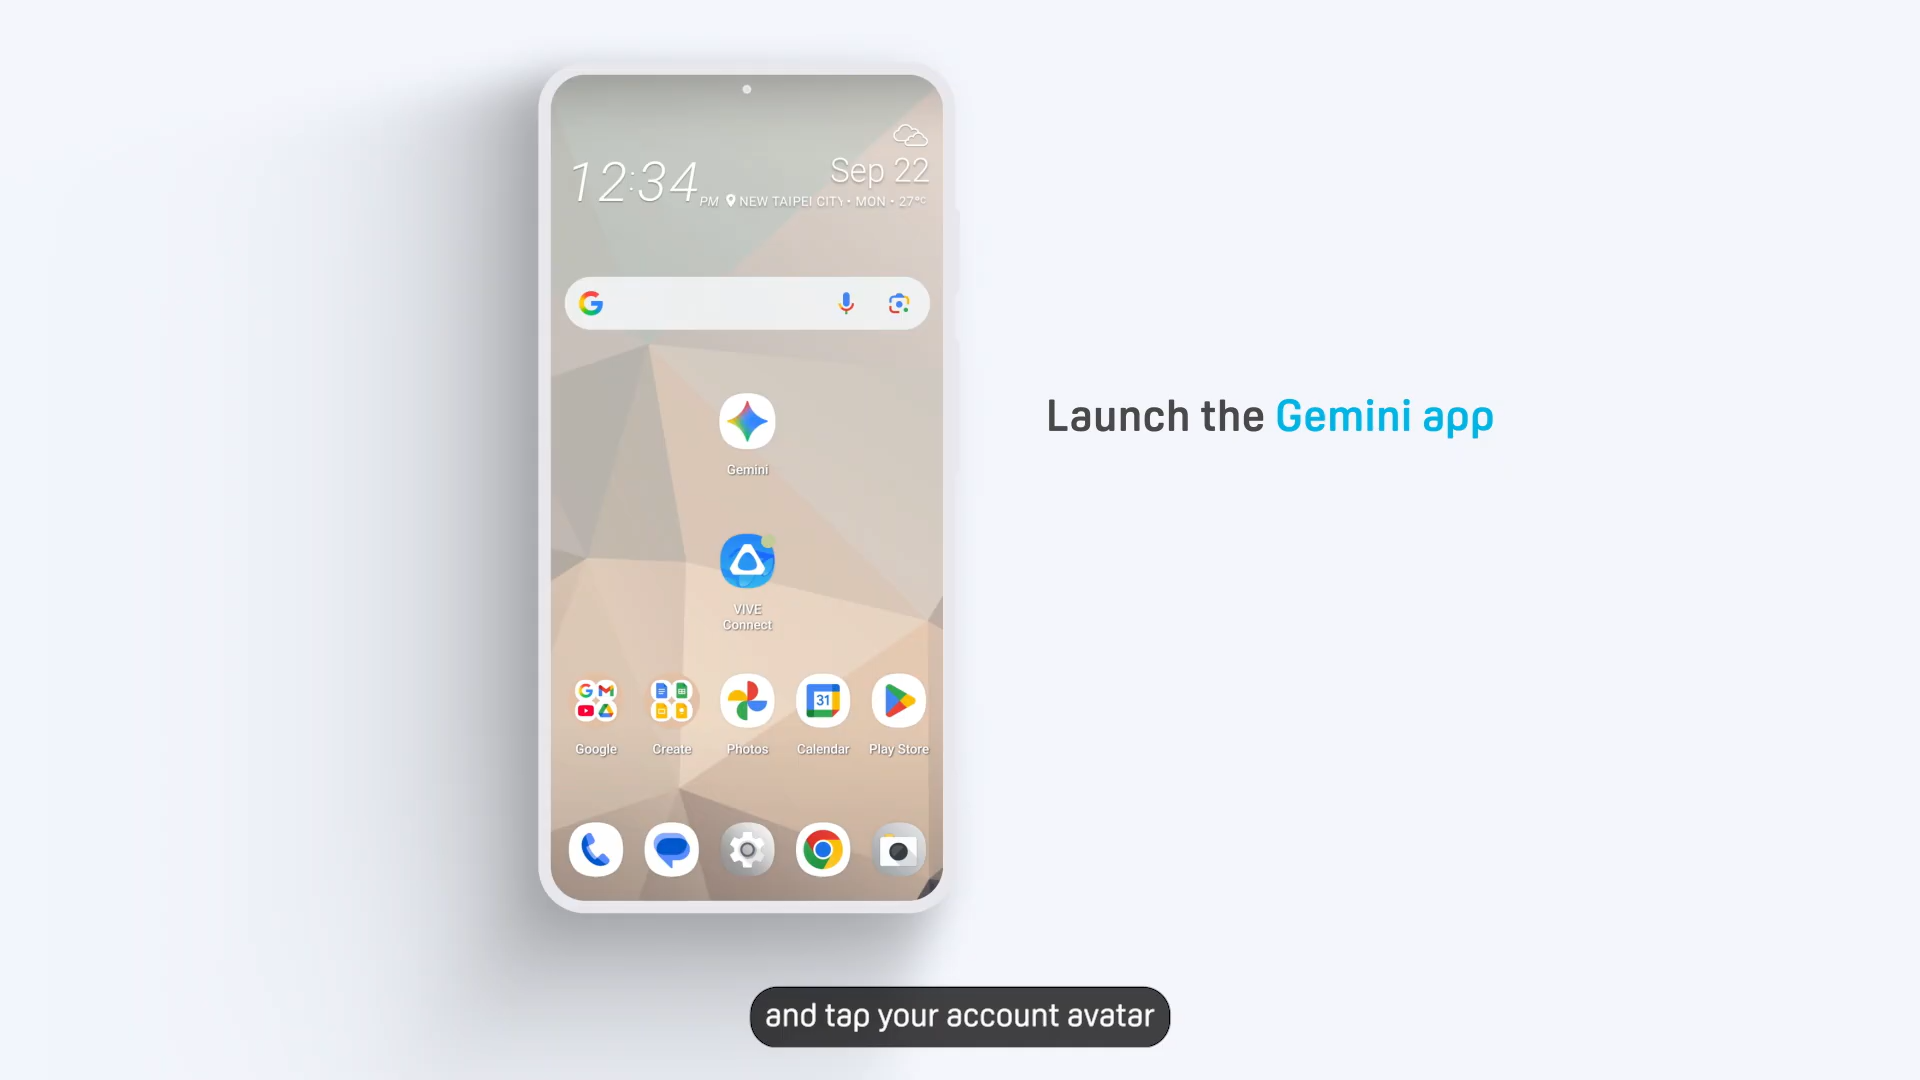 12:34 PM
Sep 22
NEW TAIPEI CITY • MON • 27°C
Launch the Gemini app
Gemini
VIVE
Connect
31
Google
Create
Photos
Calendar
Play Store
and tap your account avatar